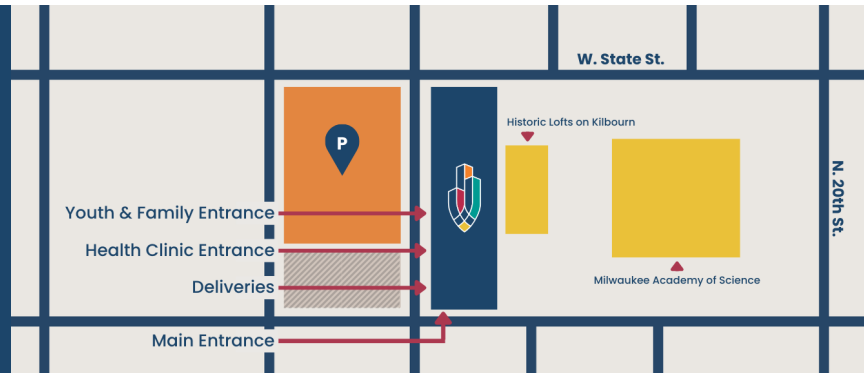 W. State St.
Historic Lofts on Kilbourn
P
N. 20th St.
Youth & Family Entrance
Health Clinic Entrance
Milwaukee Academy of Science
Deliveries
Main Entrance